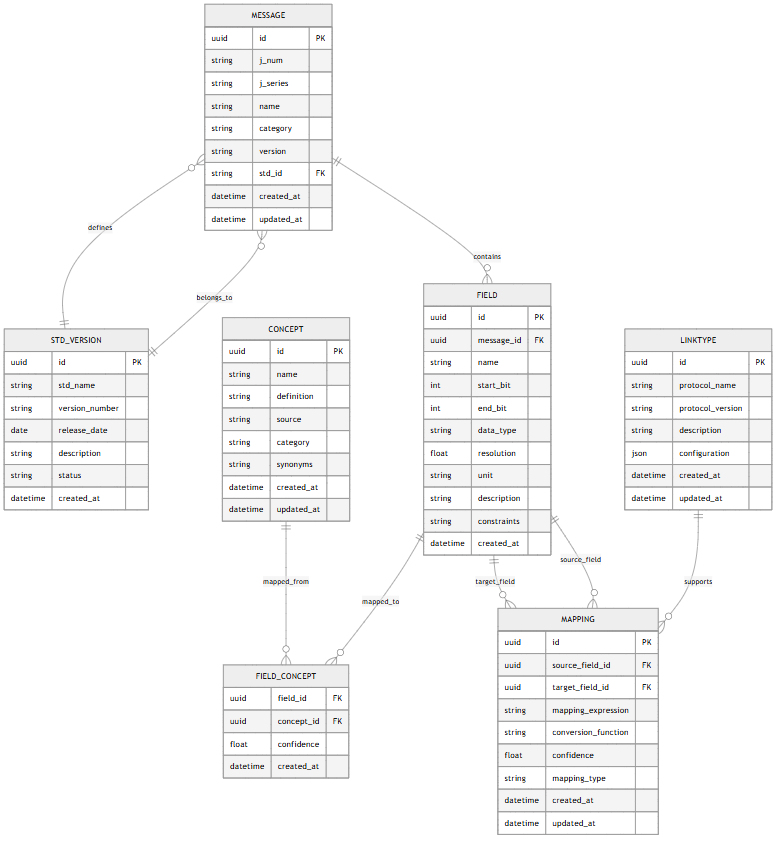 MESSAGE
uuid id PK
string j_num
string j_series
string name
string category
string version
string std_id FK
datetime created_at
datetime updated_at
defines
contains
belongs_to
STD_VERSION
uuid id PK
string std_name
string version_number
date release_date
string description
string status
datetime created_at
CONCEPT
uuid id PK
string name
string definition
string source
string category
string synonyms
datetime created_at
datetime updated_at
FIELD
uuid id PK
uuid message_id FK
string name
int start_bit
int end_bit
string data_type
float resolution
string unit
string description
string constraints
datetime created_at
LINKTYPE
uuid id PK
string protocol_name
string protocol_version
string description
json configuration
datetime created_at
datetime updated_at
mapped_from
mapped_to
target_field
source_field
supports
FIELD_CONCEPT
uuid field_id FK
uuid concept_id FK
float confidence
datetime created_at
MAPPING
uuid id PK
uuid source_field_id FK
uuid target_field_id FK
string mapping_expression
string conversion_function
float confidence
string mapping_type
datetime created_at
datetime updated_at